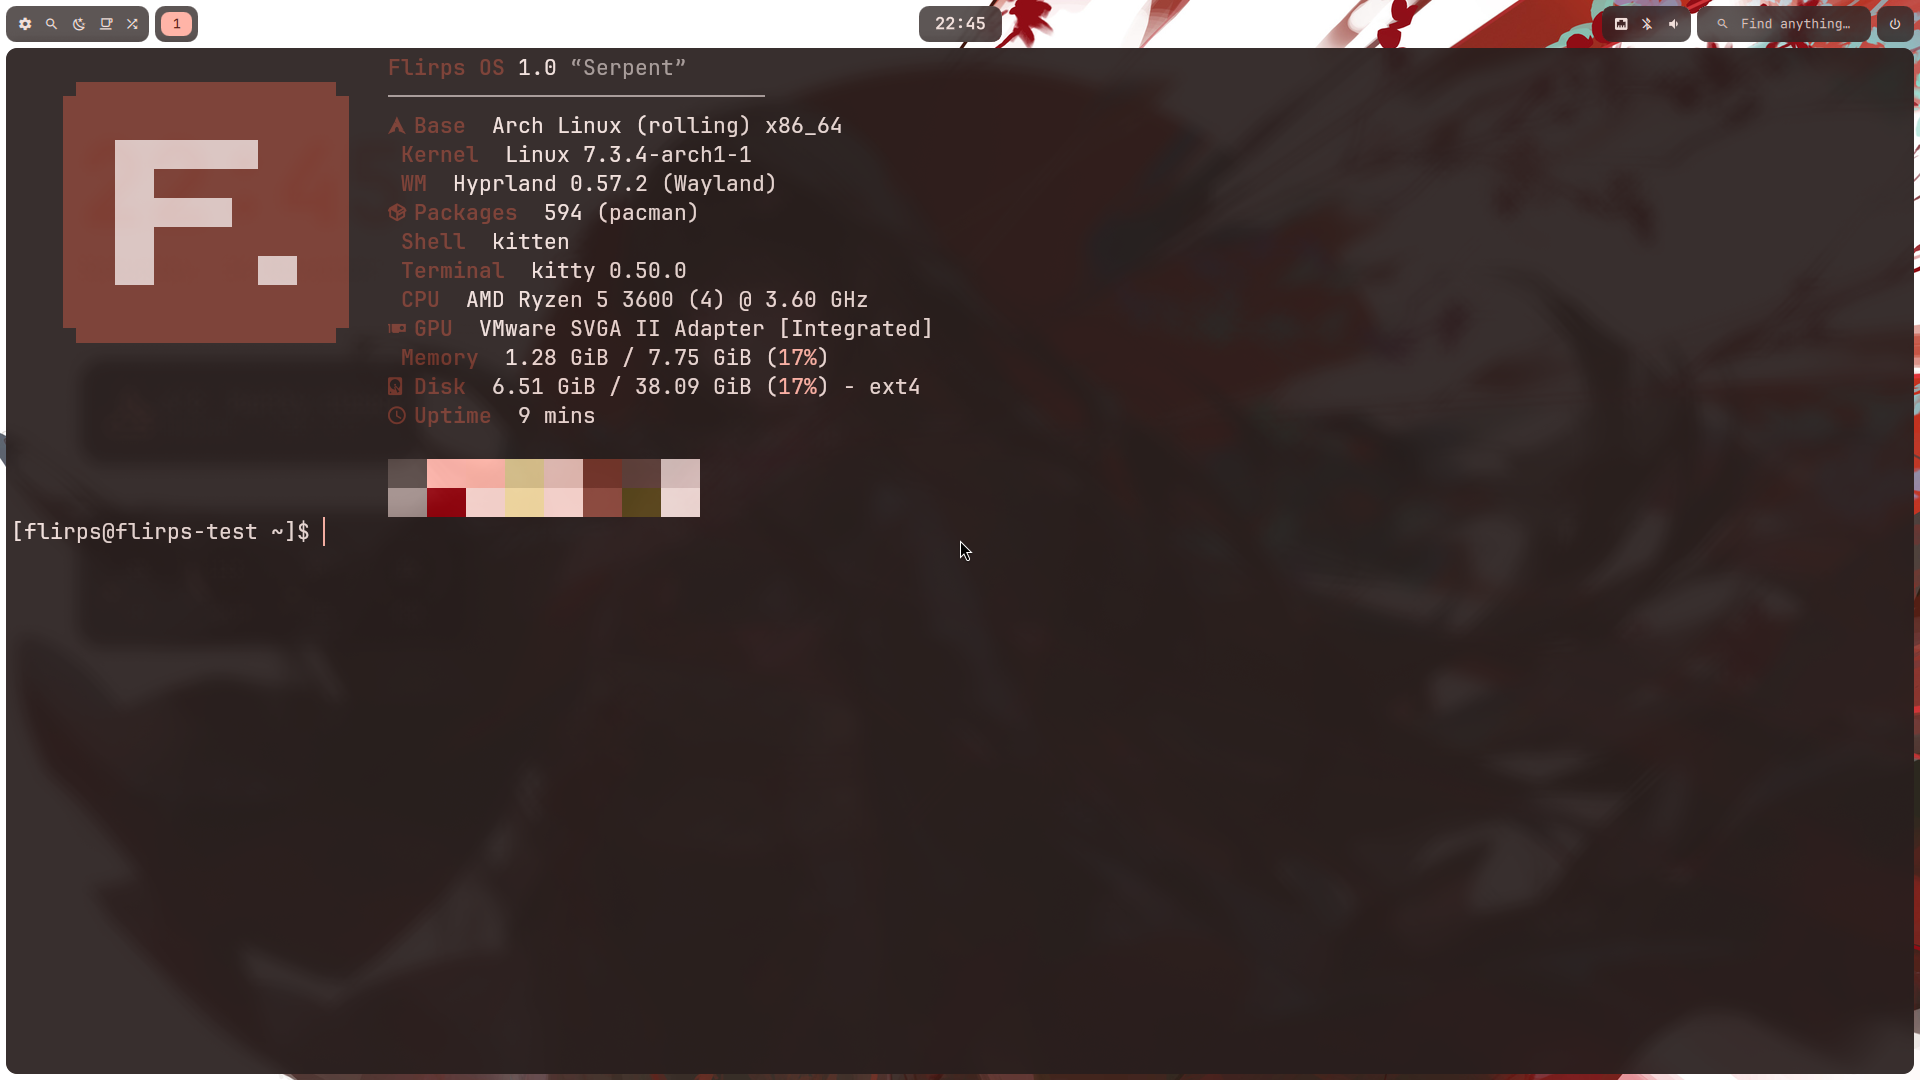 1
22:45
Find anything…
Flirps OS 1.0 “Serpent”
Base Arch Linux (rolling) x86_64
Kernel Linux 7.3.4-arch1-1
WM Hyprland 0.57.2 (Wayland)
Packages 594 (pacman)
Shell kitten
Terminal kitty 0.50.0
CPU AMD Ryzen 5 3600 (4) @ 3.60 GHz
GPU VMware SVGA II Adapter [Integrated]
Memory 1.28 GiB / 7.75 GiB (17%)
Disk 6.51 GiB / 38.09 GiB (17%) - ext4
Uptime 9 mins
F.
[flirps@flirps-test ~]$